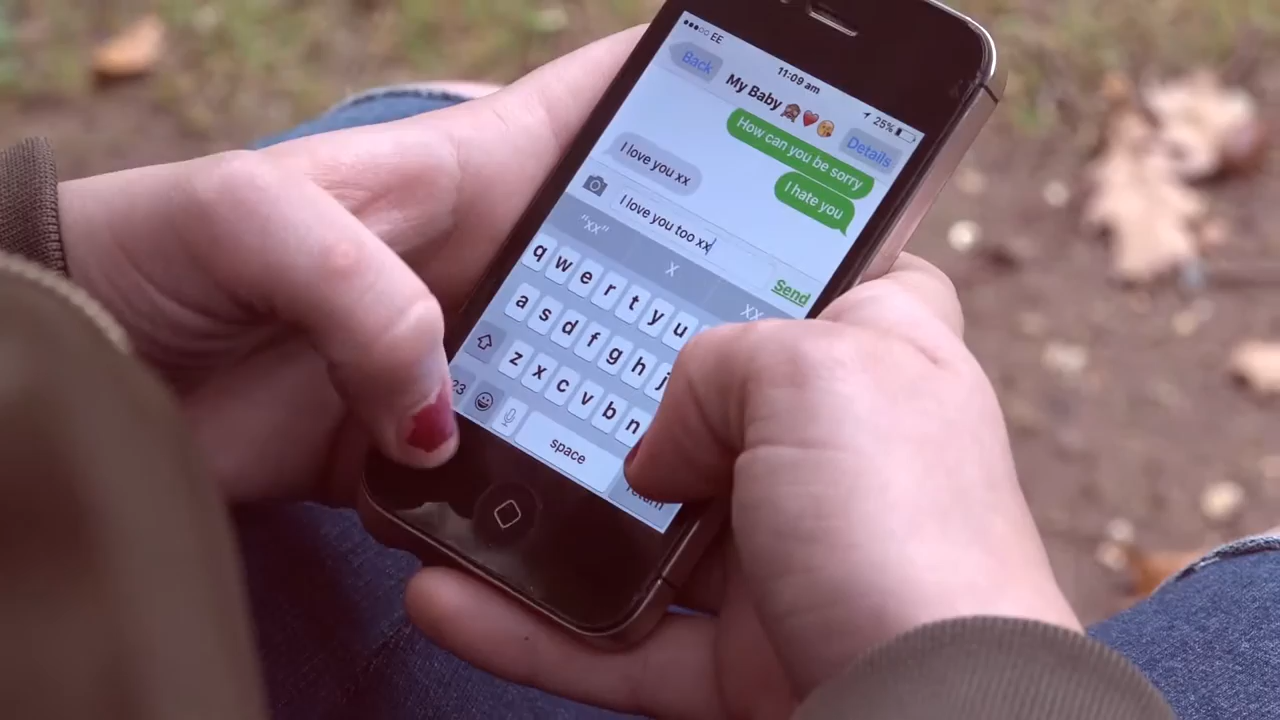 EE
11:09 am
25%
Back
My Baby 🙈❤️😘
Details
How can you be sorry
I hate you
I love you xx
I love you too xx
Send
"xx"
X
XX
q w e r t y u
a s d f g h j
z x c v b n
23
space
return